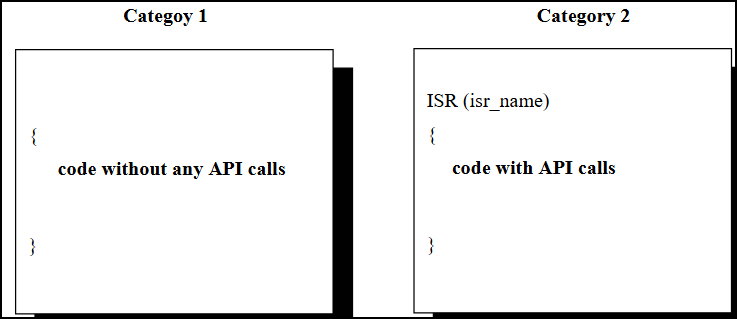 Categoy 1
{
code without any API calls
}
Category 2
ISR (isr_name)
{
code with API calls
}